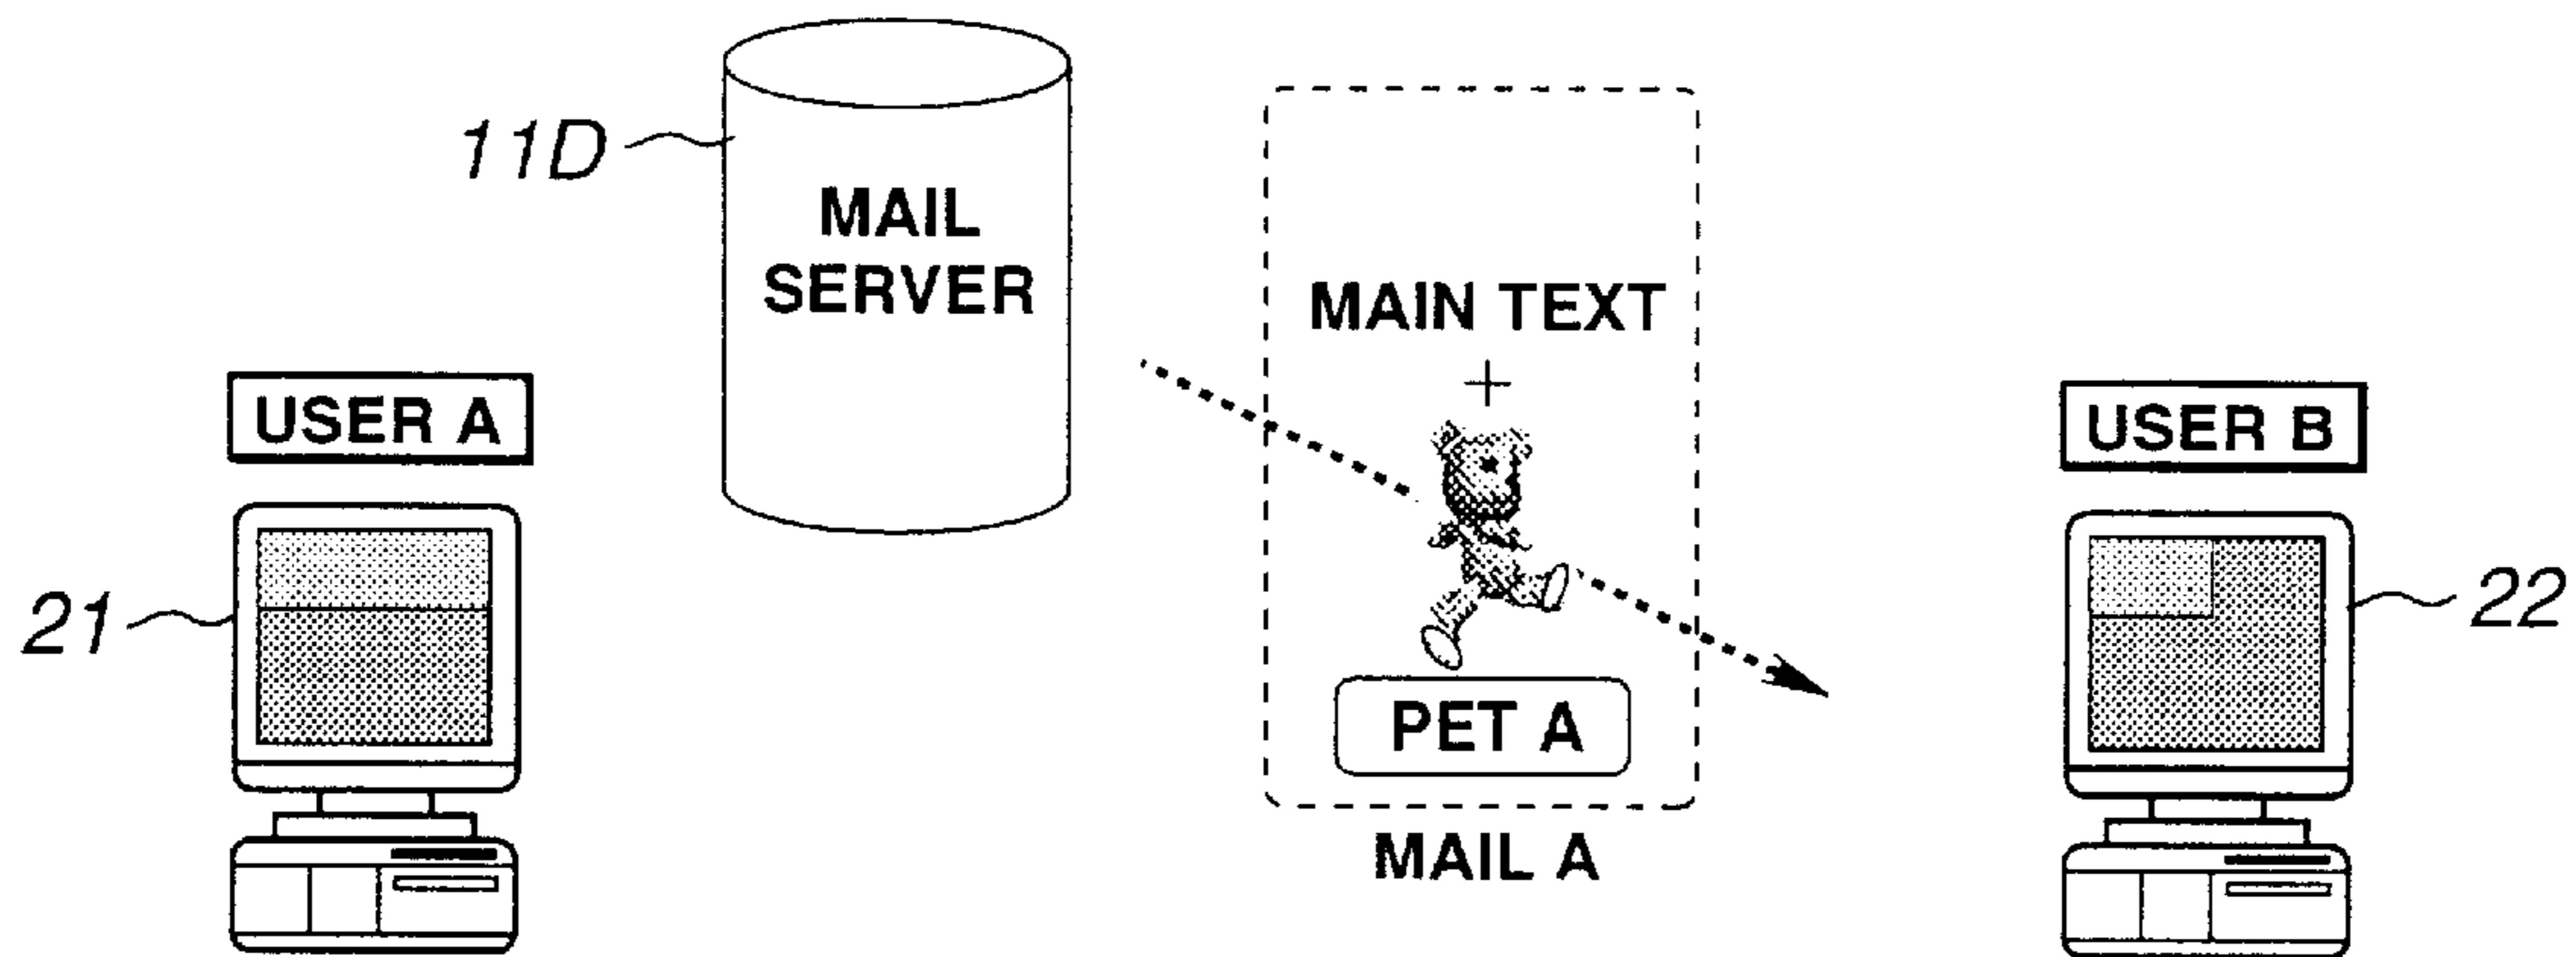 11D
MAIL
SERVER
MAIN TEXT
+
USER A
USER B
21
22
PET A
MAIL A